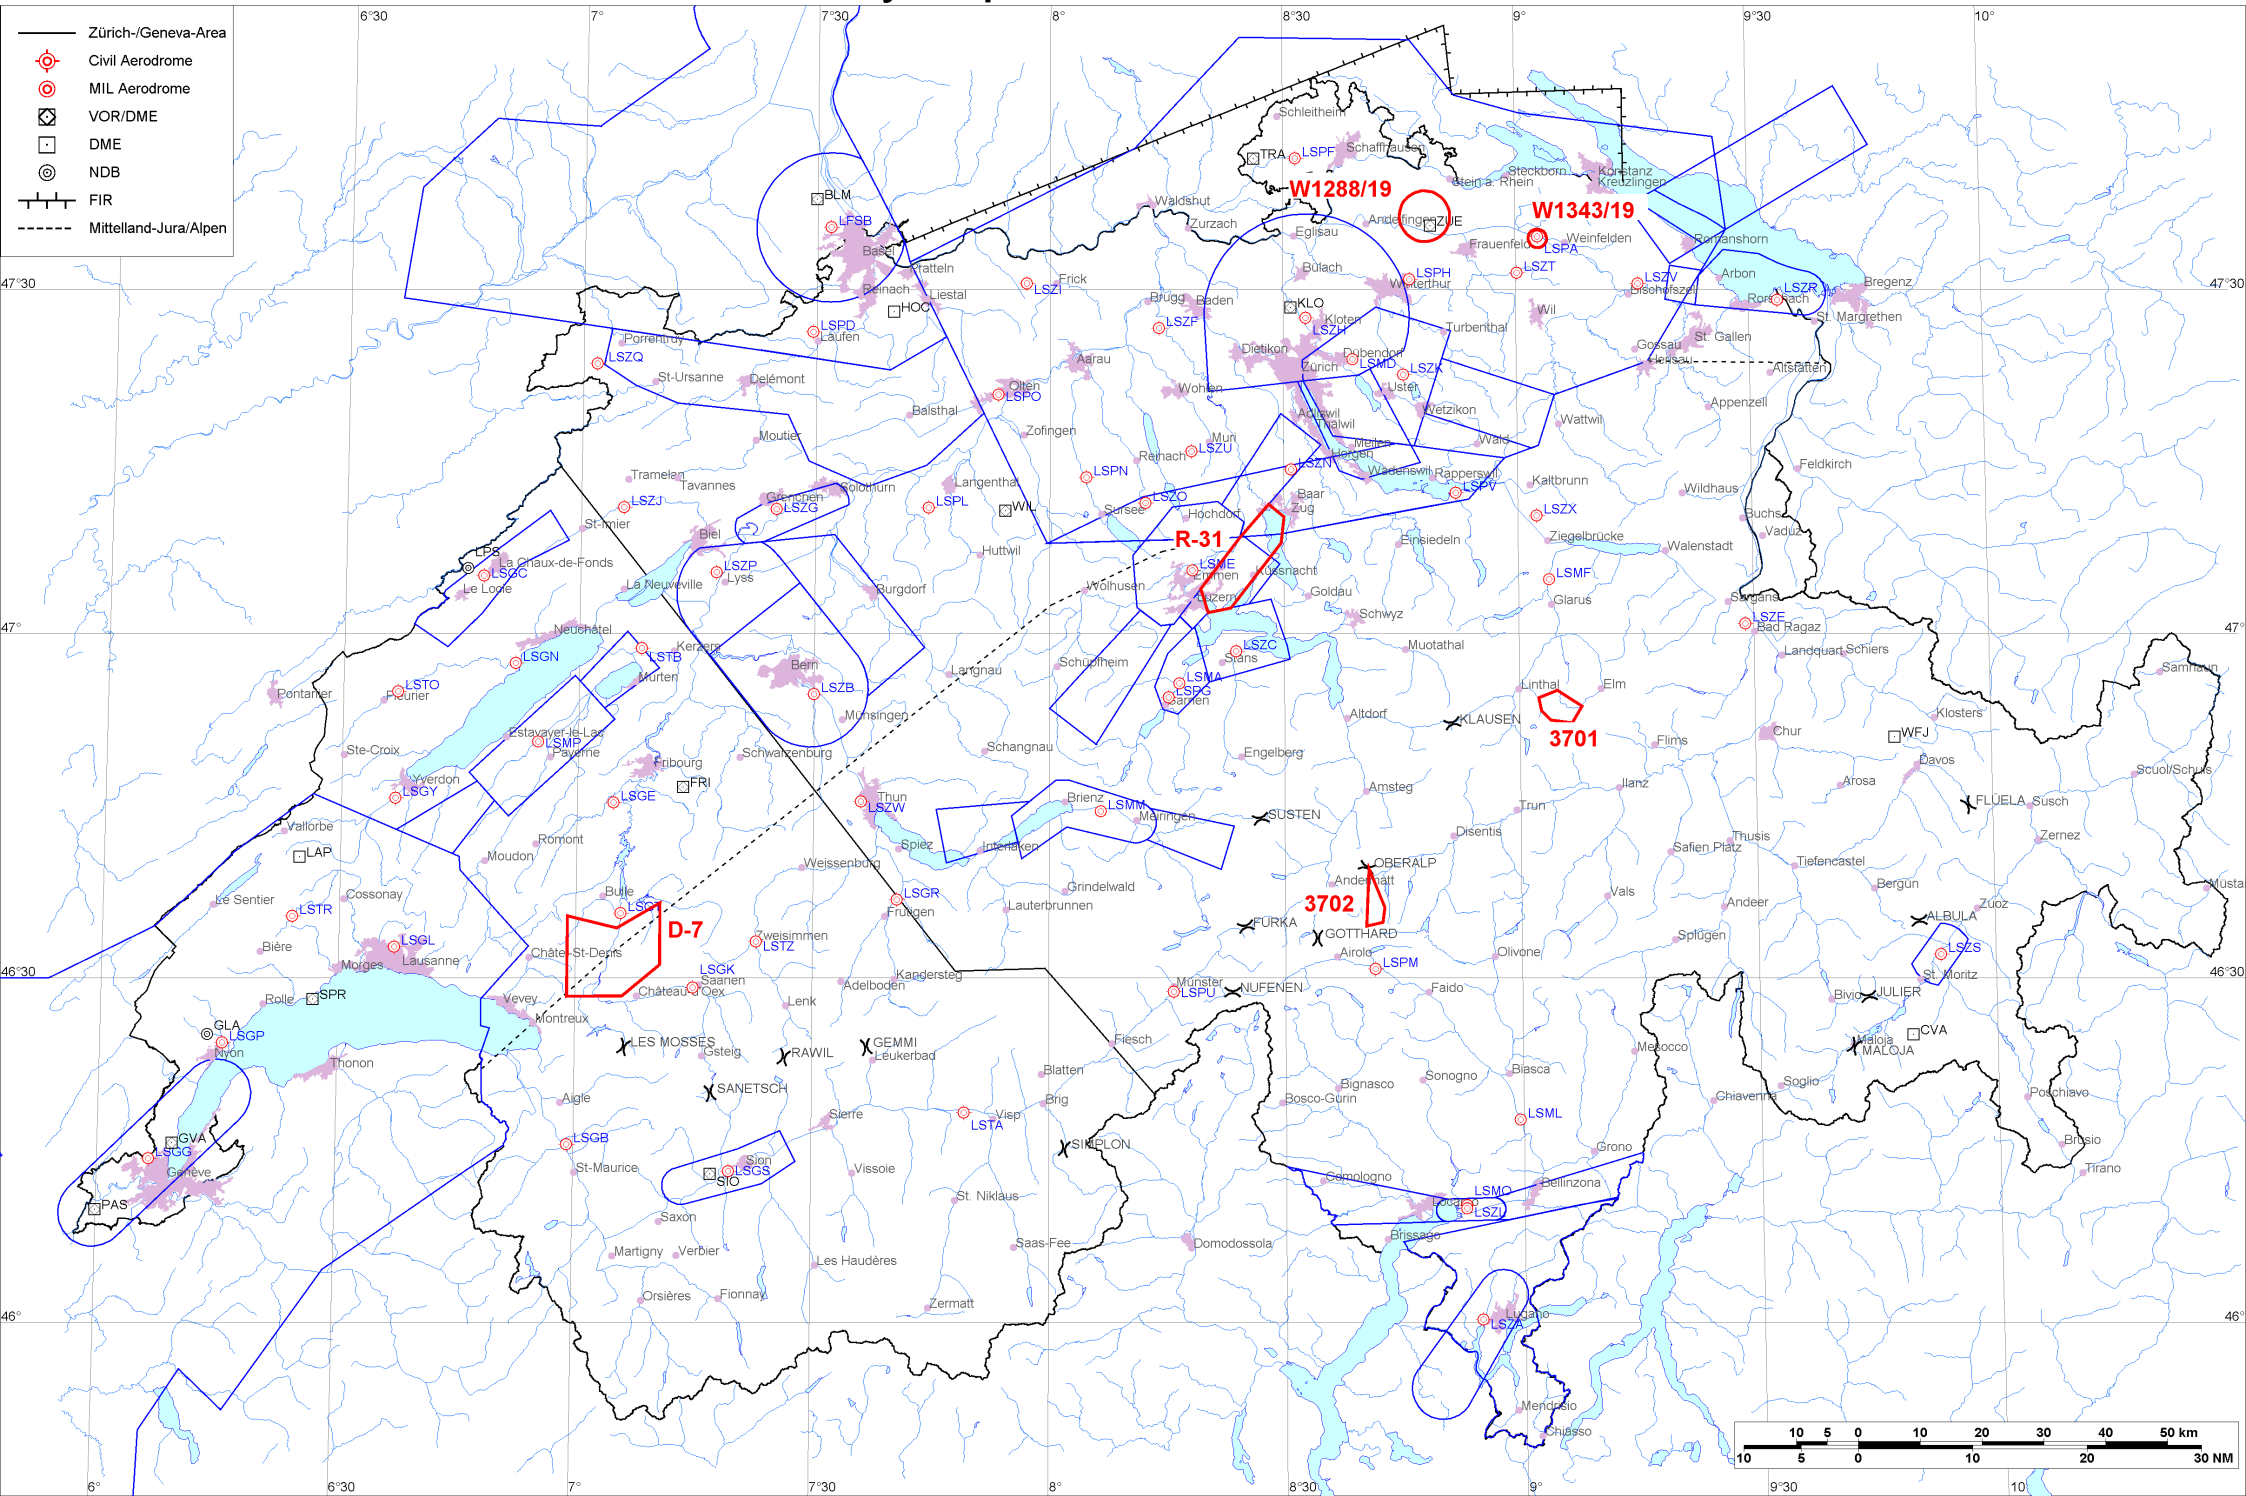 6°30
7°
7°30
8°
8°30
9°
9°30
10°
Zürich-/Geneva-Area
Civil Aerodrome
MIL Aerodrome
VOR/DME
DME
NDB
FIR
Mittelland-Jura/Alpen
Schleitheim
TRA
LSPF
Schaffhausen
W1288/19
Stein a. Rhein
Steckborn
Konstanz
Kreuzlingen
BLM
LFSB
Basel
Waldshut
Zurzach
Eglisau
Andelfingen
ZUE
W1343/19
LSPA
Weinfelden
Romanshorn
Frauenfeld
Pratteln
Reinach
Liestal
HOC
LSZI
Frick
Bülach
LSPH
Winterthur
LSZT
LSZV
Bischofszell
Arbon
LSZR
Rorschach
Bregenz
St. Margrethen
47°30
47°30
Brugg
Baden
KLO
Kloten
LSZH
LSZF
Turbenthal
Wil
St. Gallen
Gossau
Herisau
Altstätten
LSPD
Laufen
Porrentruy
LSZQ
St-Ursanne
Delémont
Aarau
Dietikon
Zürich
Dübendorf
LSMD
LSZK
Uster
Wetzikon
Olten
LSPO
Wohlen
Balsthal
Adliswil
Thalwil
Appenzell
Wattwil
Moutier
Zofingen
Muri
LSZU
Reinach
Meilen
Horgen
Wald
Tramelan
Tavannes
LSPN
LSZN
Wädenswil
Rapperswil
LSPV
Kaltbrunn
Wildhaus
Feldkirch
Solothurn
Grenchen
LSZG
LSZJ
Langenthal
LSPL
WIL
LSZO
Sursee
Hochdorf
Baar
Zug
LSZX
Buchs
Vaduz
St-Imier
Biel
LPS
LSGC
La Chaux-de-Fonds
Le Locle
LSZP
Lyss
Huttwil
R-31
LSME
Emmen
Küssnacht
Einsiedeln
Ziegelbrücke
Walenstadt
La Neuveville
Burgdorf
Wolhusen
Luzern
Goldau
Schwyz
LSMF
Glarus
Sargans
LSZE
Bad Ragaz
47°
47°
Neuchâtel
LSGN
LSTB
Kerzers
Murten
Bern
LSZB
Langnau
Schüpfheim
LSZC
Stans
Muotathal
Landquart
Schiers
Samnaun
LSTO
Fleurier
Pontarlier
LSMA
LSPG
Sarnen
Linthal
Elm
Klosters
Münsingen
Altdorf
KLAUSEN
3701
Ste-Croix
Estavayer-le-Lac
LSMP
Payerne
Schwarzenburg
Schangnau
Engelberg
Flims
Chur
WFJ
Davos
Scuol/Schuls
Yverdon
LSGY
Fribourg
FRI
LSGE
Thun
LSZW
Brienz
LSMM
Meiringen
SUSTEN
Amsteg
Trun
Ilanz
Arosa
FLÜELA
Susch
Vallorbe
LAP
Romont
Moudon
Spiez
Interlaken
Weissenburg
Disentis
Thusis
Safien Platz
Tiefencastel
Zernez
OBERALP
Andermatt
3702
Le Sentier
Cossonay
LSTR
Bulle
D-7
LSGR
Frutigen
Grindelwald
Lauterbrunnen
Vals
Andeer
Bergün
Zuoz
ALBULA
LSZS
FURKA
GOTTHARD
Airolo
LSPM
Olivone
Splügen
Bière
LSGL
Lausanne
Morges
Châtel-St-Denis
Zweisimmen
LSTZ
LSGK
Saanen
Château-d'Oex
Adelboden
Kandersteg
St. Moritz
46°30
46°30
Rolle
SPR
Vevey
Montreux
Lenk
Münster
LSPU
NUFENEN
Faido
Bivio
JULIER
CVA
Maloja
MALOJA
GLA
LSGP
Nyon
Thonon
LES MOSSES
Gsteig
RAWIL
GEMMI
Leukerbad
Fiesch
Mesocco
SANETSCH
Blatten
Brig
Bignasco
Sonogno
Biasca
Soglio
Chiavenna
Poschiavo
Aigle
Sierre
LSTA
Visp
Bosco-Gurin
LSML
GVA
LSGG
Genève
LSGB
St-Maurice
Sion
LSGS
SIO
Vissoie
SIMPLON
Grono
Brusio
Tirano
Comologno
LSMO
Bellinzona
Locarno
LSZL
PAS
St. Niklaus
Saxon
Martigny
Verbier
Les Haudères
Saas-Fee
Domodossola
Brissago
Orsières
Fionnay
Zermatt
46°
46°
Lugano
LSZA
Mendrisio
Chiasso
10 5 0 10 20 30 40 50 km
10 5 0 10 20 30 NM
6°
6°30
7°
7°30
8°
8°30
9°
9°30
10°